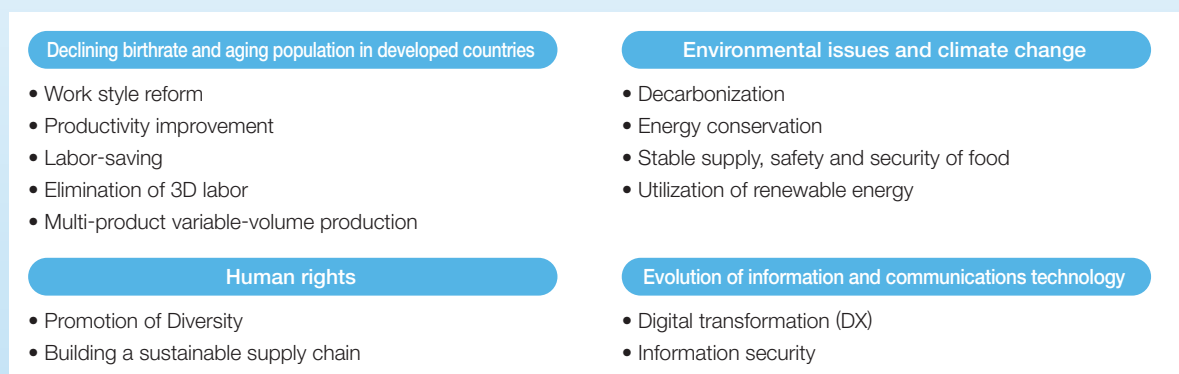 Declining birthrate and aging population in developed countries
• Work style reform
• Productivity improvement
• Labor-saving
• Elimination of 3D labor
• Multi-product variable-volume production
Environmental issues and climate change
• Decarbonization
• Energy conservation
• Stable supply, safety and security of food
• Utilization of renewable energy
Human rights
• Promotion of Diversity
• Building a sustainable supply chain
Evolution of information and communications technology
• Digital transformation (DX)
• Information security